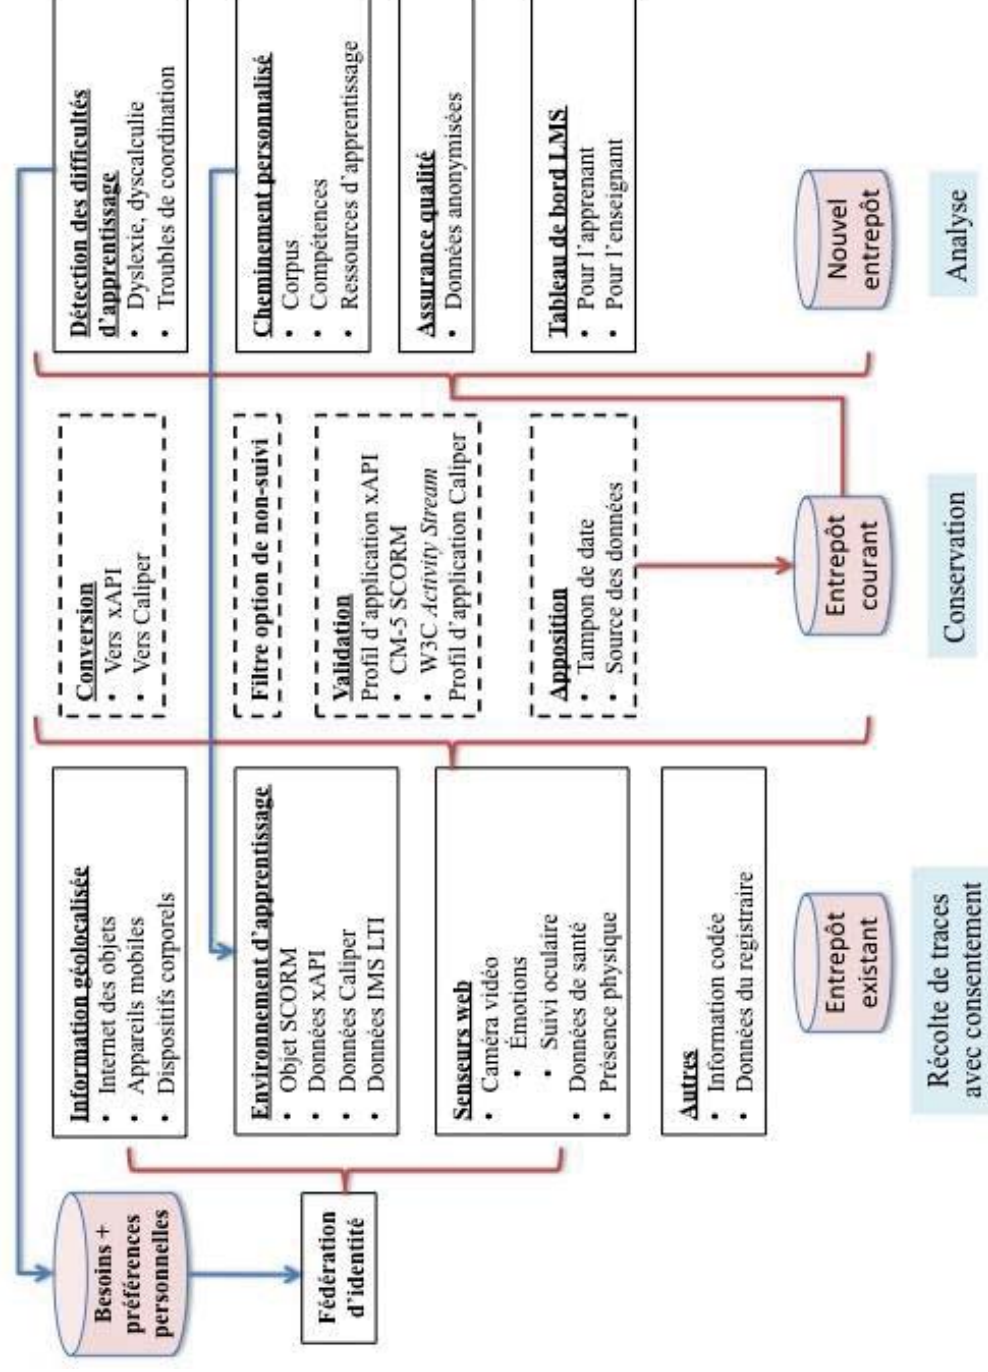 Besoins +
préférences
personnelles
Fédération
d'identité
Information géolocalisée
• Internet des objets
• Appareils mobiles
• Dispositifs corporels
Environement d'apprentissage
• Objet SCORM
• Données xAPI
• Données Caliper
• Données IMS LTI
Senseurs web
• Caméra vidéo
• Émotions
• Suivi oculaire
• Données de santé
• Présence physique
Autres
• Information codée
• Données du registraire
Entrepôt
existant
Récolte de traces
avec consentement
Conversion
• Vers xAPI
• Vers Caliper
Filtre option de non-suivi
Validation
Profil d'application xAPI
• CM-5 SCORM
• W3C Activity Stream
Profil d'application Caliper
Apposition
• Tampon de date
• Source des données
Entrepôt
courant
Conservation
Détection des difficultés
d'apprentissage
• Dyslexie, dyscalculie
• Troubles de coordination
Cheminement personnalisé
• Corpus
• Compétences
• Ressources d'apprentissage
Assurance qualité
• Données anonymisées
Tableau de bord LMS
• Pour l'apprenant
• Pour l'enseignant
Nouvel
entrepôt
Analyse